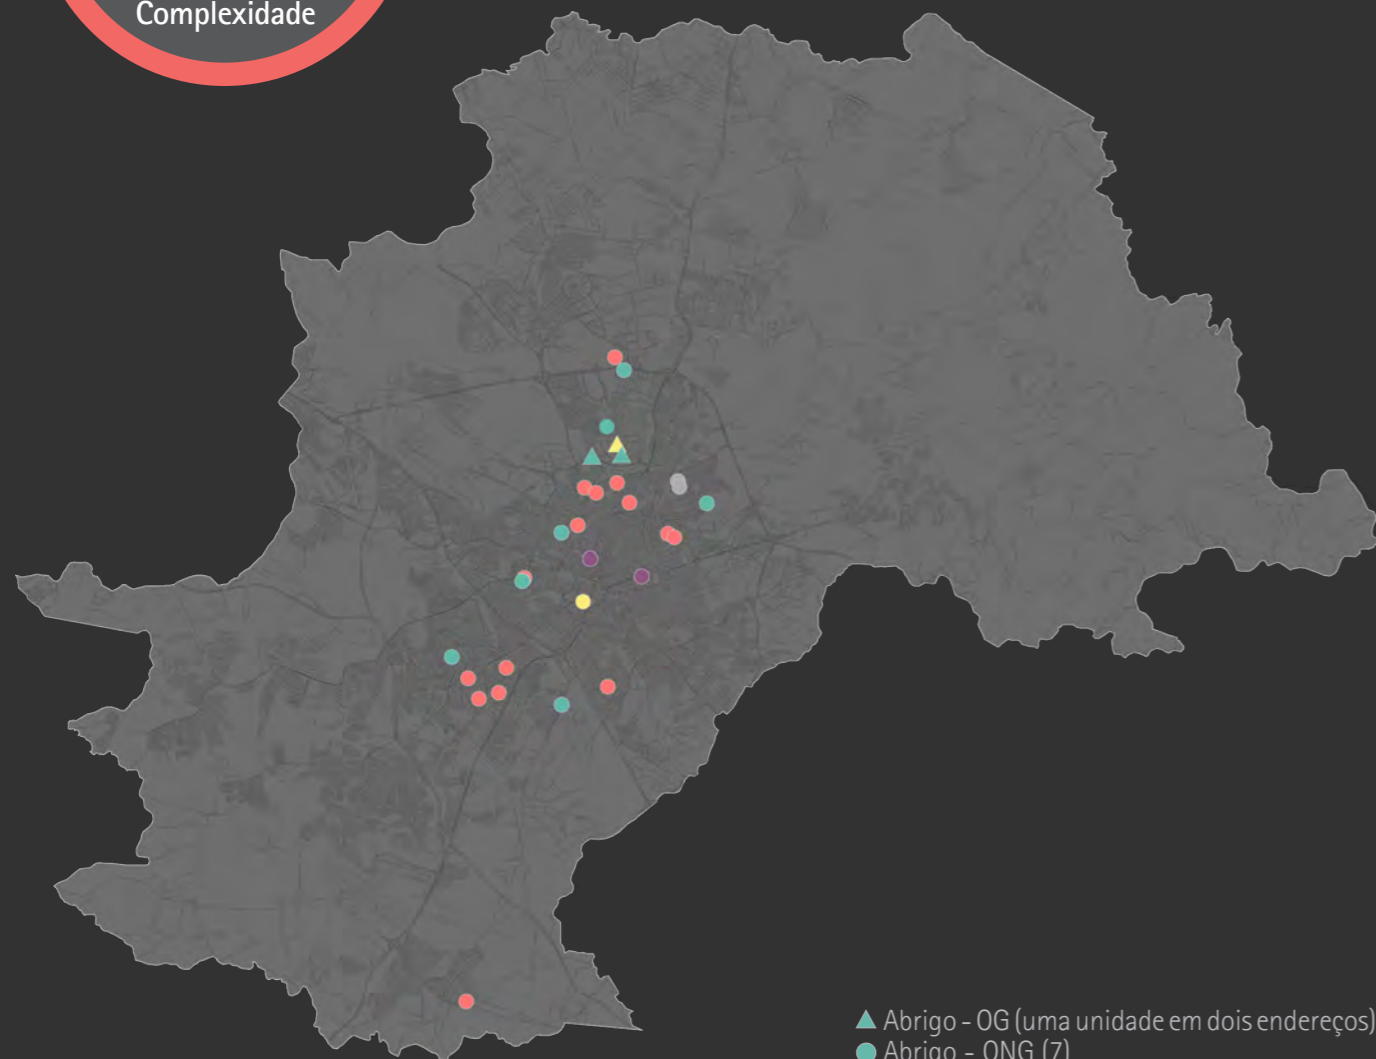 Complexidade
Abrigo - OG (uma unidade em dois endereços)
Abrigo - ONG (7)